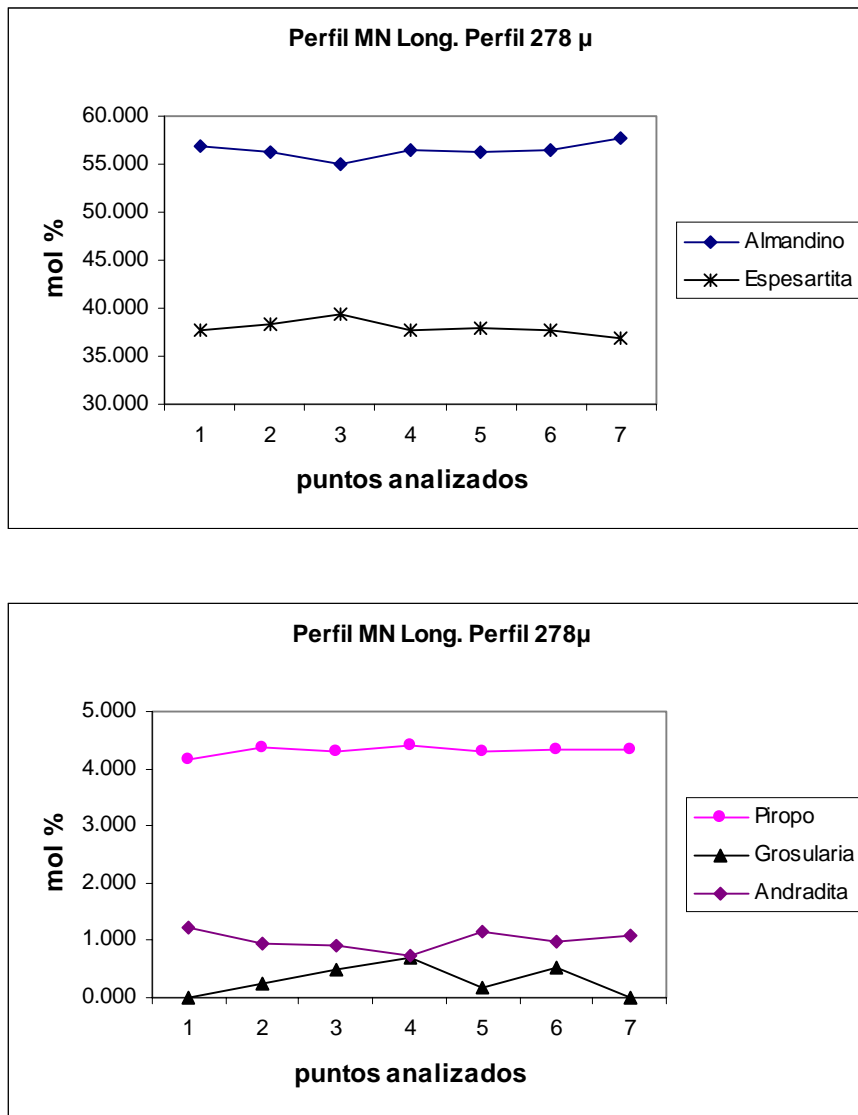 Perfil MN Long. Perfil 278 µ
60.000
55.000
50.000
45.000
40.000
35.000
30.000
mol %
1 2 3 4 5 6 7
puntos analizados
Almandino
Espesartita
Perfil MN Long. Perfil 278µ
5.000
4.000
3.000
2.000
1.000
0.000
mol %
1 2 3 4 5 6 7
puntos analizados
Piropo
Grosularia
Andradita